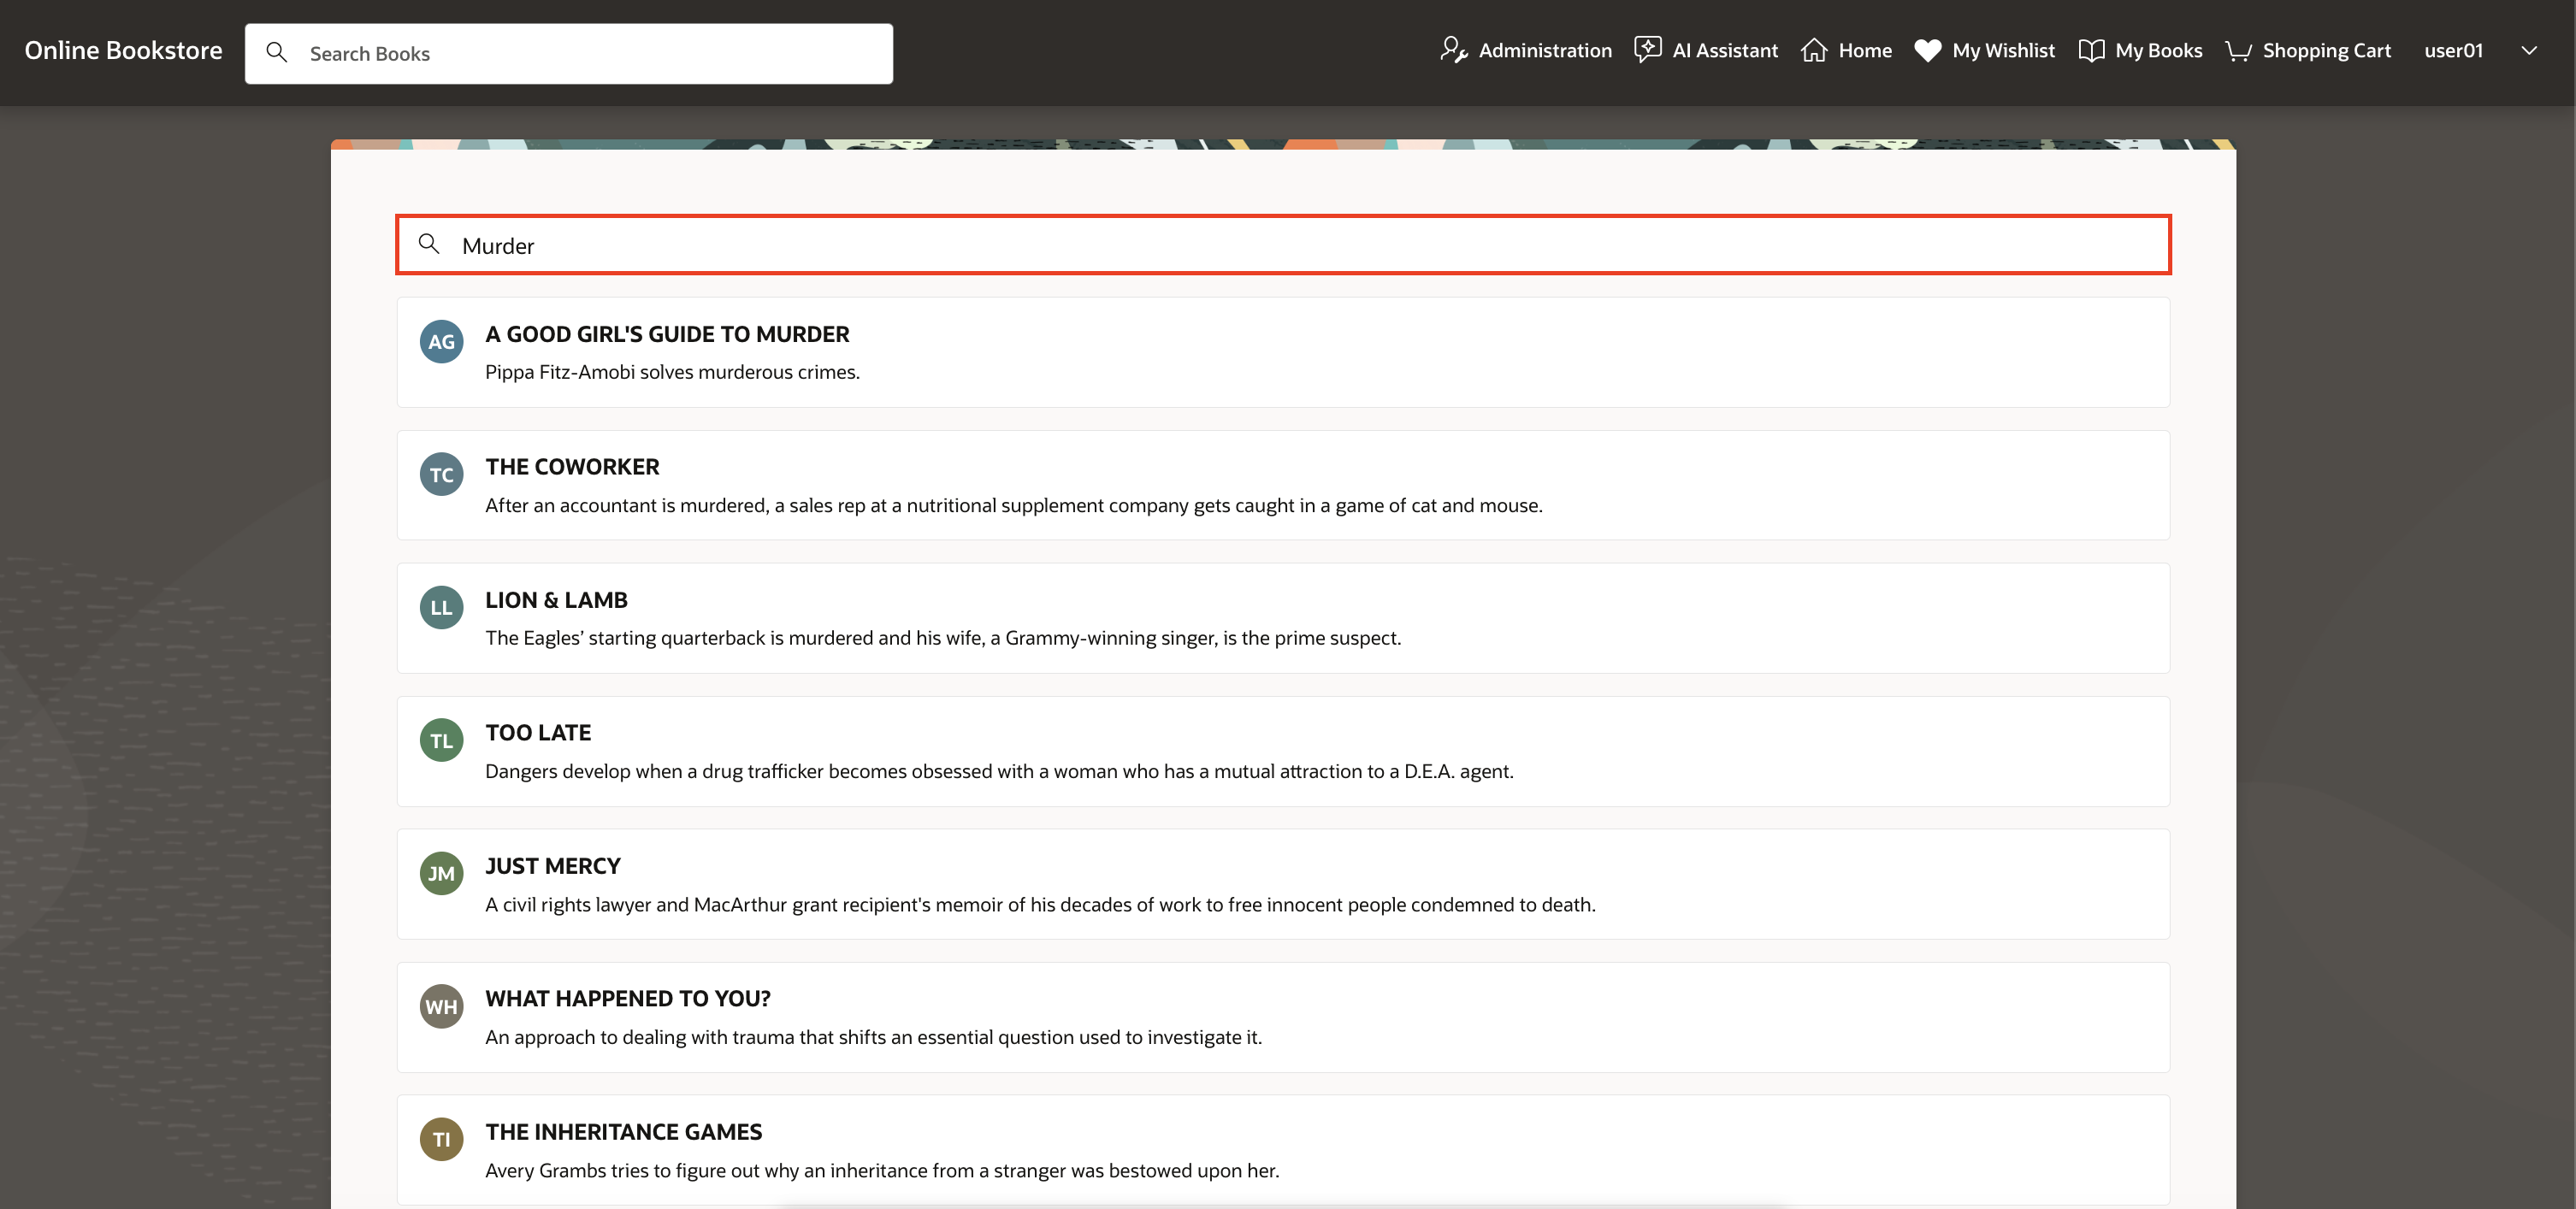 Online Bookstore
Search Books
Administration
AI Assistant
Home
My Wishlist
My Books
Shopping Cart
user01
Murder
AG
A GOOD GIRL'S GUIDE TO MURDER
Pippa Fitz-Amobi solves murderous crimes.
TC
THE COWORKER
After an accountant is murdered, a sales rep at a nutritional supplement company gets caught in a game of cat and mouse.
LL
LION & LAMB
The Eagles’ starting quarterback is murdered and his wife, a Grammy-winning singer, is the prime suspect.
TL
TOO LATE
Dangers develop when a drug trafficker becomes obsessed with a woman who has a mutual attraction to a D.E.A. agent.
JM
JUST MERCY
A civil rights lawyer and MacArthur grant recipient's memoir of his decades of work to free innocent people condemned to death.
WH
WHAT HAPPENED TO YOU?
An approach to dealing with trauma that shifts an essential question used to investigate it.
TI
THE INHERITANCE GAMES
Avery Grambs tries to figure out why an inheritance from a stranger was bestowed upon her.